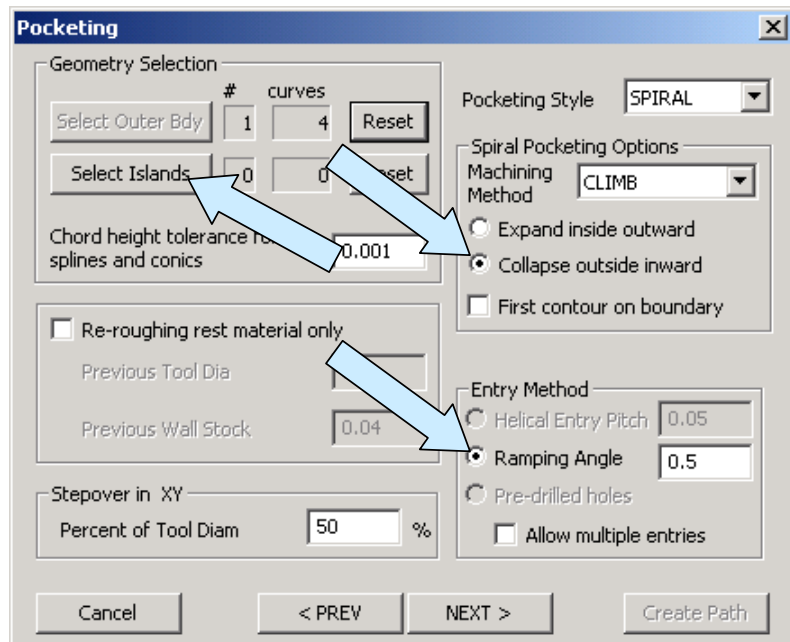 Pocketing
Geometry Selection
# curves
Select Outer Bdy 1 4 Reset
Select Islands 0 0
Chord height tolerance
splines and conics 0.001
Re-roughing rest material only
Previous Tool Dia
Previous Wall Stock 0.04
Stepover in XY
Percent of Tool Diam 50 %
Pocketing Style SPIRAL
Spiral Pocketing Options
Machining
Method CLIMB
Expand inside outward
Collapse outside inward
First contour on boundary
Entry Method
Helical Entry Pitch 0.05
Ramping Angle 0.5
Pre-drilled holes
Allow multiple entries
Cancel < PREV NEXT > Create Path